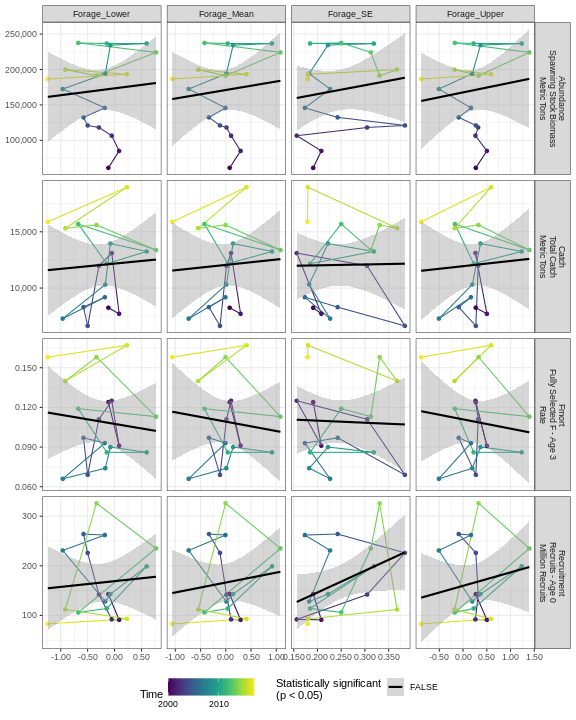 Forage_Lower Forage_Mean Forage_SE Forage_Upper
250,000
200,000
150,000
100,000
Abundance
Spawning Stock Biomass
Metric Tons
15,000
10,000
Catch
Total Catch
Metric Tons
0.150
0.120
0.090
0.060
Fmort
Fully Selected F - Age 3
Rate
300
200
100
Recruitment
Recruits - Age 0
Million Recruits
-1.00 -0.50 0.00 0.50 -1.00 -0.50 0.00 0.50 1.00 0.150 0.200 0.250 0.300 0.350 -0.50 0.00 0.50 1.00 1.50
Time
2000 2010
Statistically significant
(p < 0.05)
FALSE